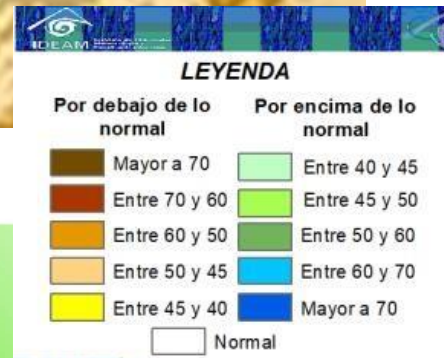 IDEAM
LEYENDA
Por debajo de lo normal
Mayor a 70
Entre 70 y 60
Entre 60 y 50
Entre 50 y 45
Entre 45 y 40
Por encima de lo normal
Entre 40 y 45
Entre 45 y 50
Entre 50 y 60
Entre 60 y 70
Mayor a 70
Normal